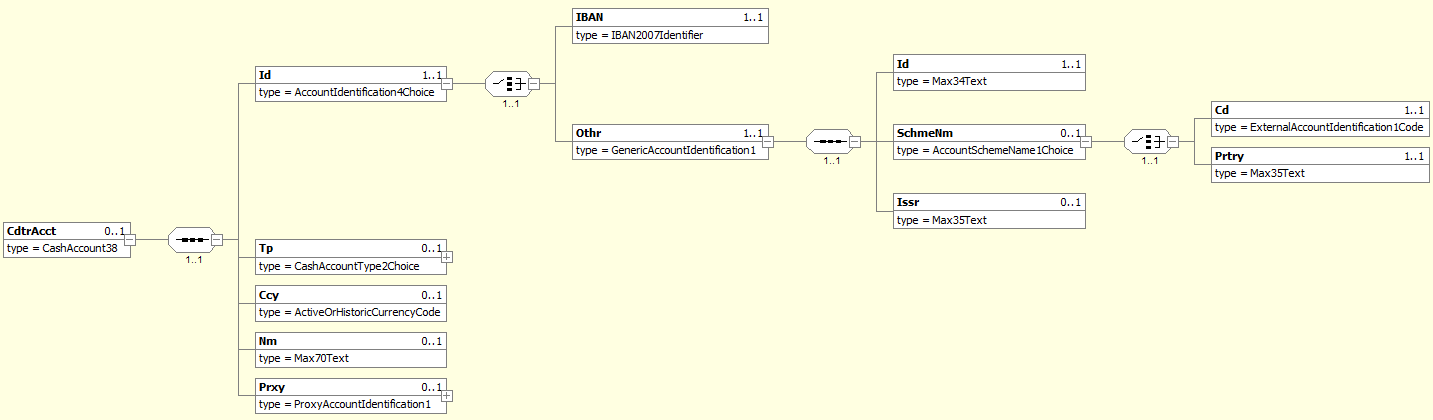 IBAN 1..1
type = IBAN2007Identifier
Id 1..1
type = AccountIdentification4Choice
1..1
Othr 1..1
type = GenericAccountIdentification1
1..1
Id 1..1
type = Max34Text
SchmeNm 0..1
type = AccountSchemeName1Choice
1..1
Cd 1..1
type = ExternalAccountIdentification1Code
Prtry 1..1
type = Max35Text
Issr 0..1
type = Max35Text
CdtrAcct 0..1
type = CashAccount38
1..1
Tp 0..1
type = CashAccountType2Choice
Ccy 0..1
type = ActiveOrHistoricCurrencyCode
Nm 0..1
type = Max70Text
Prxy 0..1
type = ProxyAccountIdentification1